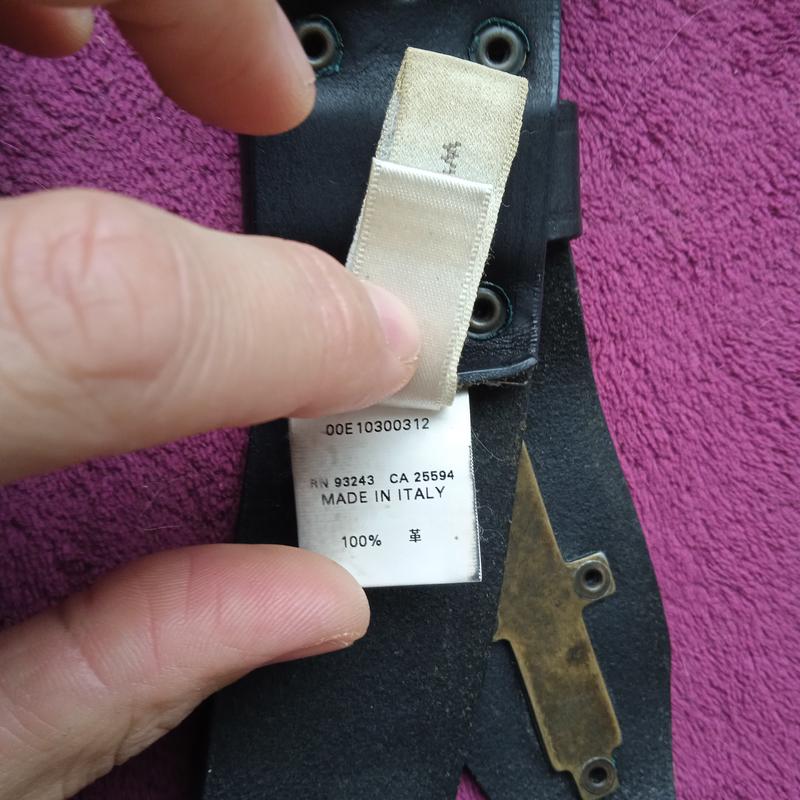 00E10300312
RN 93243 CA 25594
MADE IN ITALY
100% 革